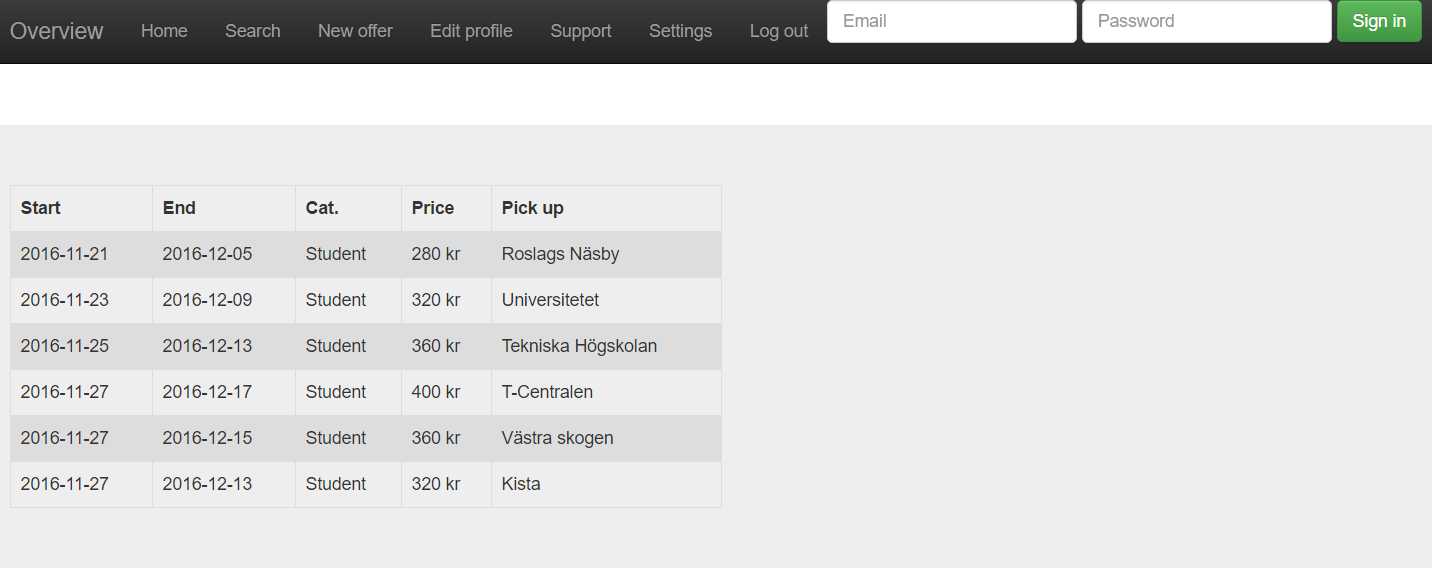 Overview Home Search New offer Edit profile Support Settings Log out Email Password Sign in
Start End Cat. Price Pick up
2016-11-21 2016-12-05 Student 280 kr Roslags Näsby
2016-11-23 2016-12-09 Student 320 kr Universitetet
2016-11-25 2016-12-13 Student 360 kr Tekniska Högskolan
2016-11-27 2016-12-17 Student 400 kr T-Centralen
2016-11-27 2016-12-15 Student 360 kr Västra skogen
2016-11-27 2016-12-13 Student 320 kr Kista